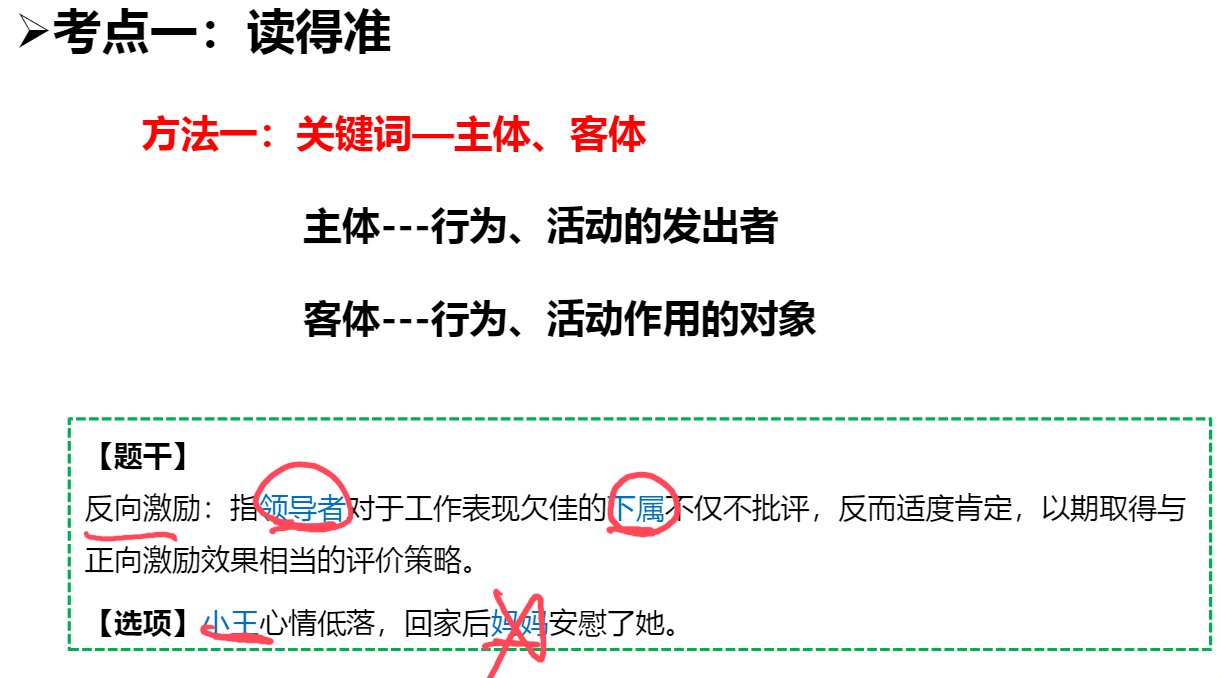 ➢考点一：读得准
方法一：关键词—主体、客体
主体---行为、活动的发出者
客体---行为、活动作用的对象
【题干】
反向激励：指领导者对于工作表现欠佳的下属不仅不批评，反而适度肯定，以期取得与
正向激励效果相当的评价策略。
【选项】小王心情低落，回家后妈妈安慰了她。